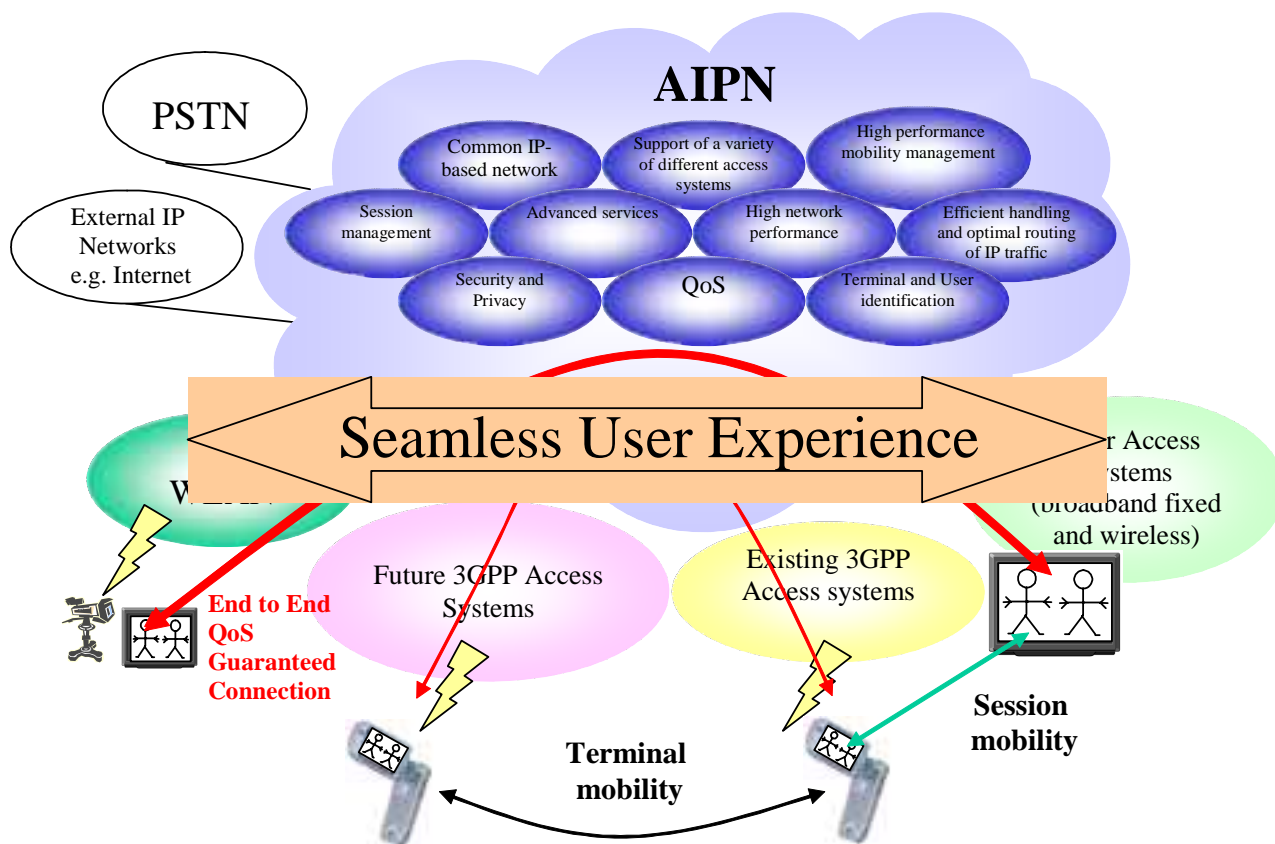 AIPN
PSTN
External IP
Networks
e.g. Internet
Common IP-
based network
Support of a variety
of different access
systems
High performance
mobility management
Session
management
Advanced services
High network
performance
Efficient handling
and optimal routing
of IP traffic
Security and
Privacy
QoS
Terminal and User
identification
Seamless User Experience
Access
(broadband fixed
and wireless)
Future 3GPP Access
Systems
Existing 3GPP
Access systems
End to End
QoS
Guaranteed
Connection
Session
mobility
Terminal
mobility